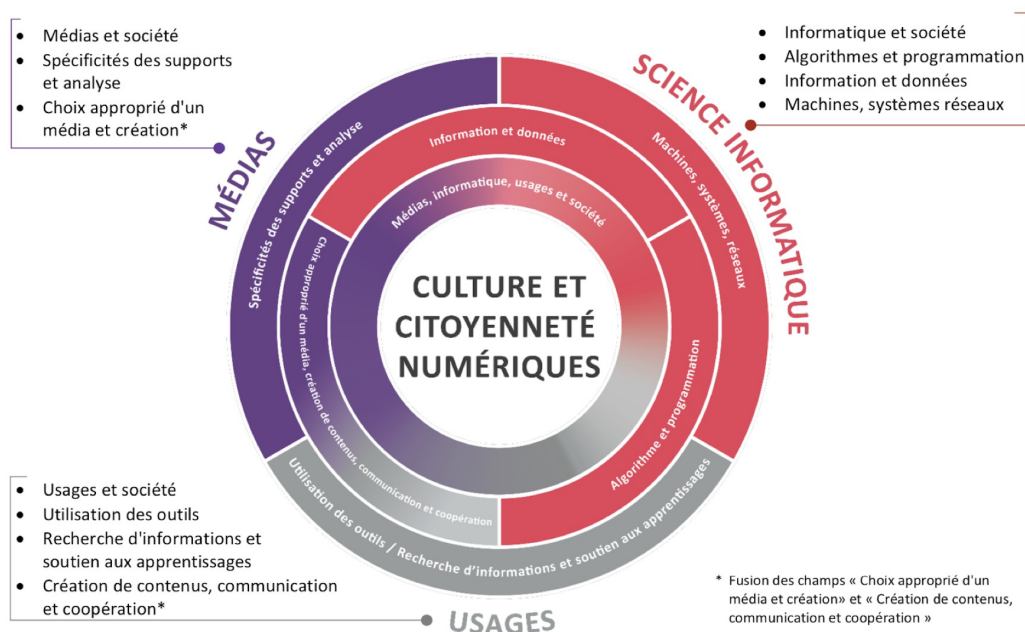 • Médias et société
• Spécificités des supports
et analyse
• Choix approprié d'un
média et création*
• Informatique et société
• Algorithmes et programmation
• Information et données
• Machines, systèmes réseaux
MÉDIAS
SCIENCE INFORMATIQUE
Spécificités des supports et analyse
Information et données
Machines, systèmes, réseaux
Médias, informatique, usages et société
Choix approprié d'un média, création de contenus, communication et coopération
CULTURE ET
CITOYENNETÉ
NUMÉRIQUES
Algorithme et programmation
Utilisation des outils / Recherche d'informations et soutien aux apprentissages
• Usages et société
• Utilisation des outils
• Recherche d'informations et
soutien aux apprentissages
• Création de contenus, communication
et coopération*
USAGES
* Fusion des champs « Choix approprié d'un
média et création» et « Création de contenus,
communication et coopération »